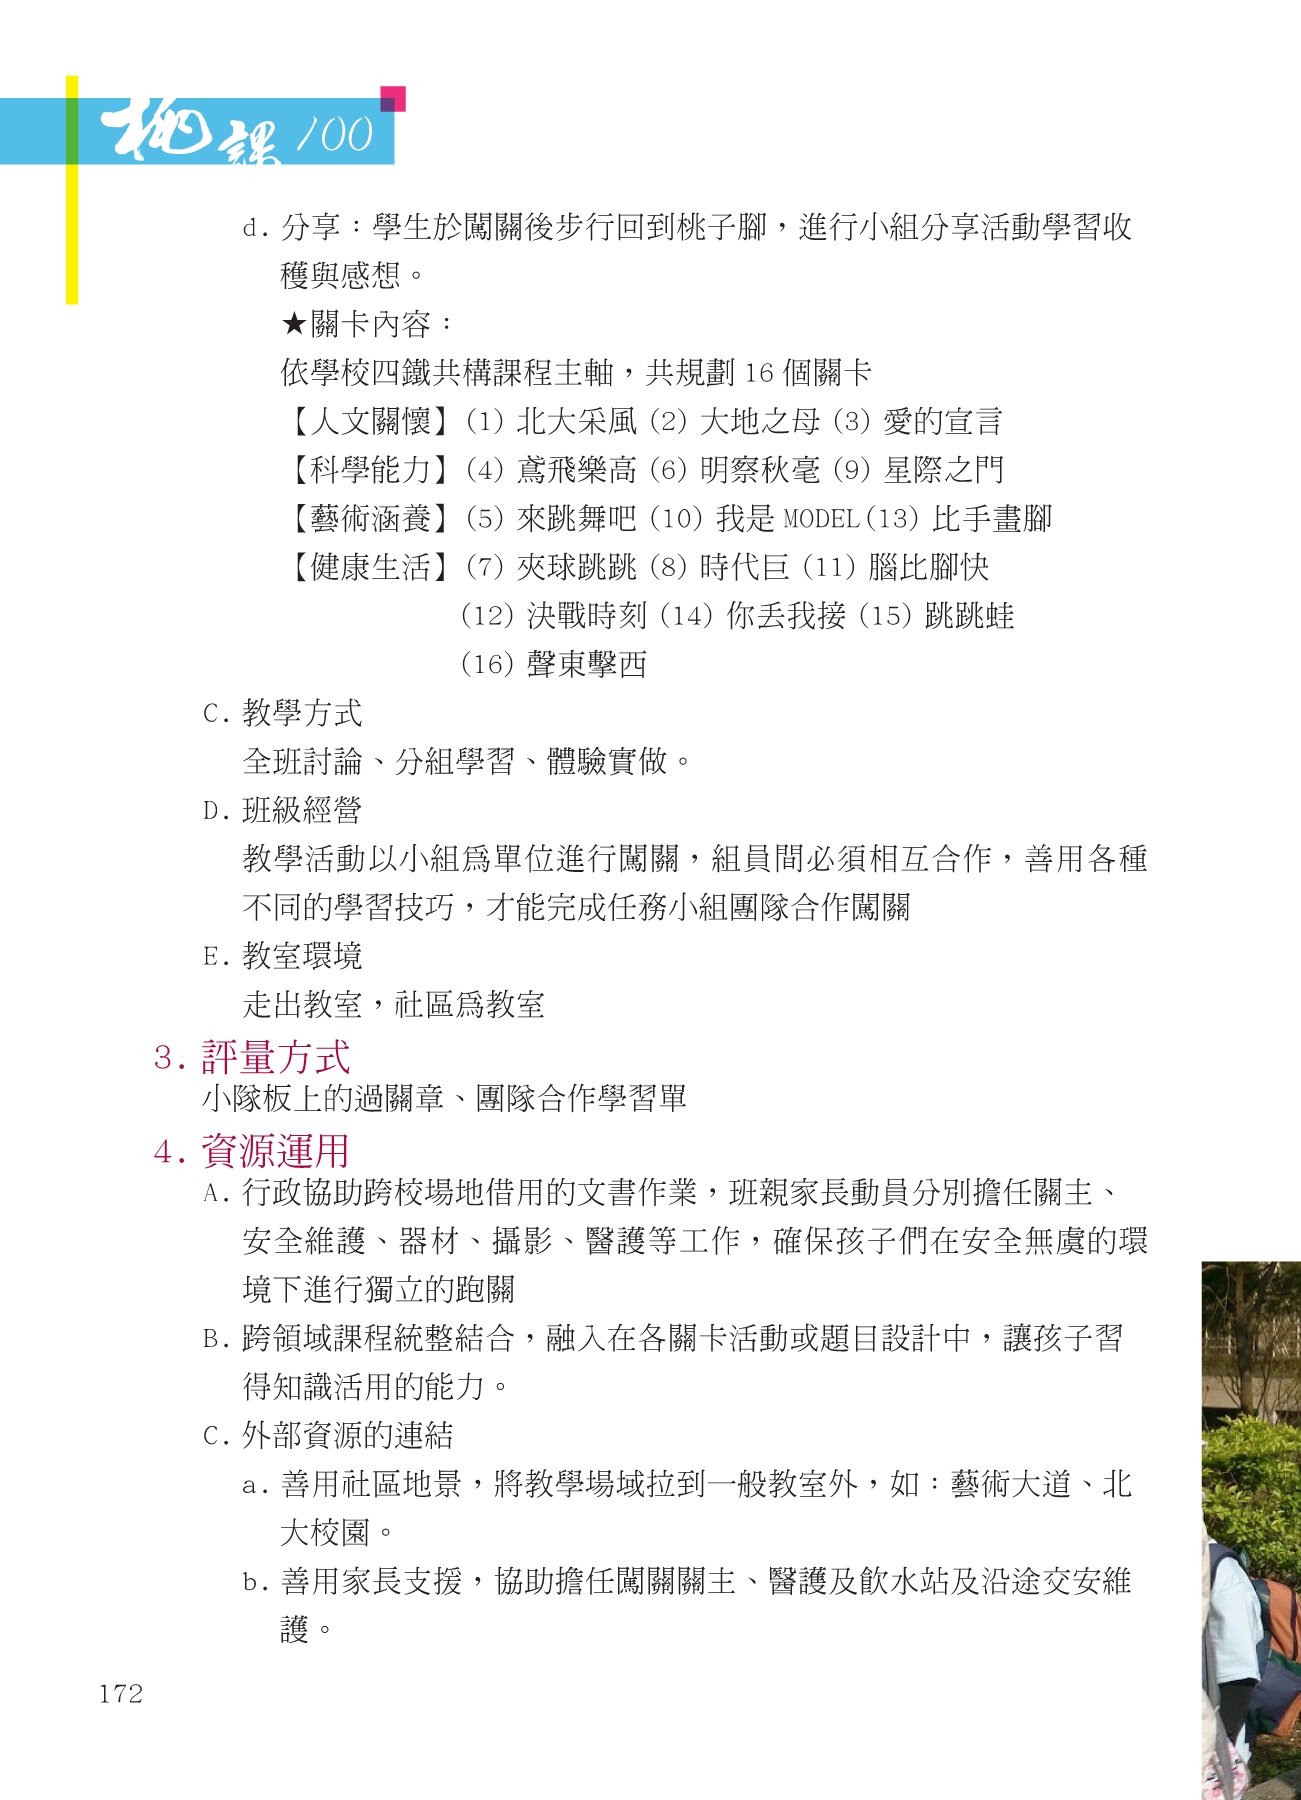 桃課100
d. 分享：學生於闖關後步行回到桃子腳，進行小組分享活動學習收
穫與感想。
★關卡內容：
依學校四鐵共構課程主軸，共規劃 16 個關卡
【人文關懷】(1) 北大采風 (2) 大地之母 (3) 愛的宣言
【科學能力】(4) 鳶飛樂高 (6) 明察秋毫 (9) 星際之門
【藝術涵養】(5) 來跳舞吧 (10) 我是 MODEL(13) 比手畫腳
【健康生活】(7) 夾球跳跳 (8) 時代巨 (11) 腦比腳快
(12) 決戰時刻 (14) 你丟我接 (15) 跳跳蛙
(16) 聲東擊西
C. 教學方式
全班討論、分組學習、體驗實做。
D. 班級經營
教學活動以小組為單位進行闖關，組員間必須相互合作，善用各種
不同的學習技巧，才能完成任務小組團隊合作闖關
E. 教室環境
走出教室，社區為教室
3. 評量方式
小隊板上的過關章、團隊合作學習單
4. 資源運用
A. 行政協助跨校場地借用的文書作業，班親家長動員分別擔任關主、
安全維護、器材、攝影、醫護等工作，確保孩子們在安全無虞的環
境下進行獨立的跑關
B. 跨領域課程統整結合，融入在各關卡活動或題目設計中，讓孩子習
得知識活用的能力。
C. 外部資源的連結
a. 善用社區地景，將教學場域拉到一般教室外，如：藝術大道、北
大校園。
b. 善用家長支援，協助擔任闖關關主、醫護及飲水站及沿途交安維
護。
172